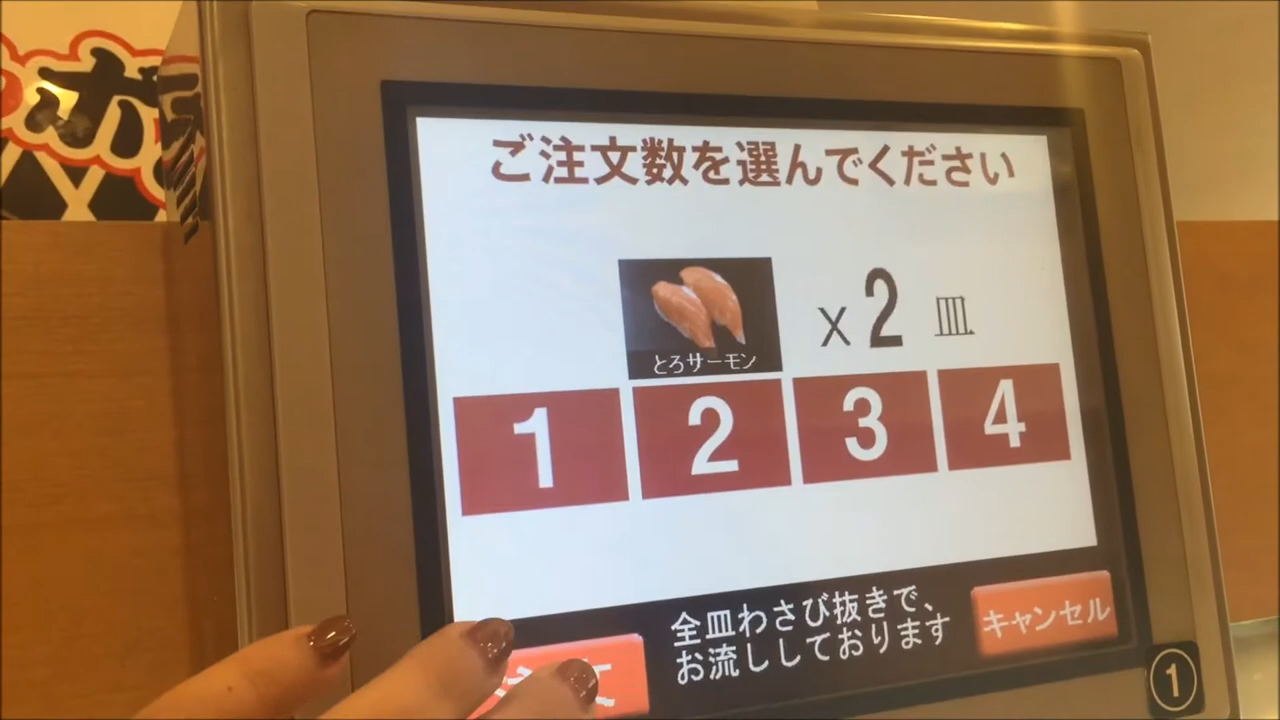 ご注文数を選んでください
とろサーモン
x2 皿
1 2 3 4
全皿わさび抜きで、
お流ししております
キャンセル
1